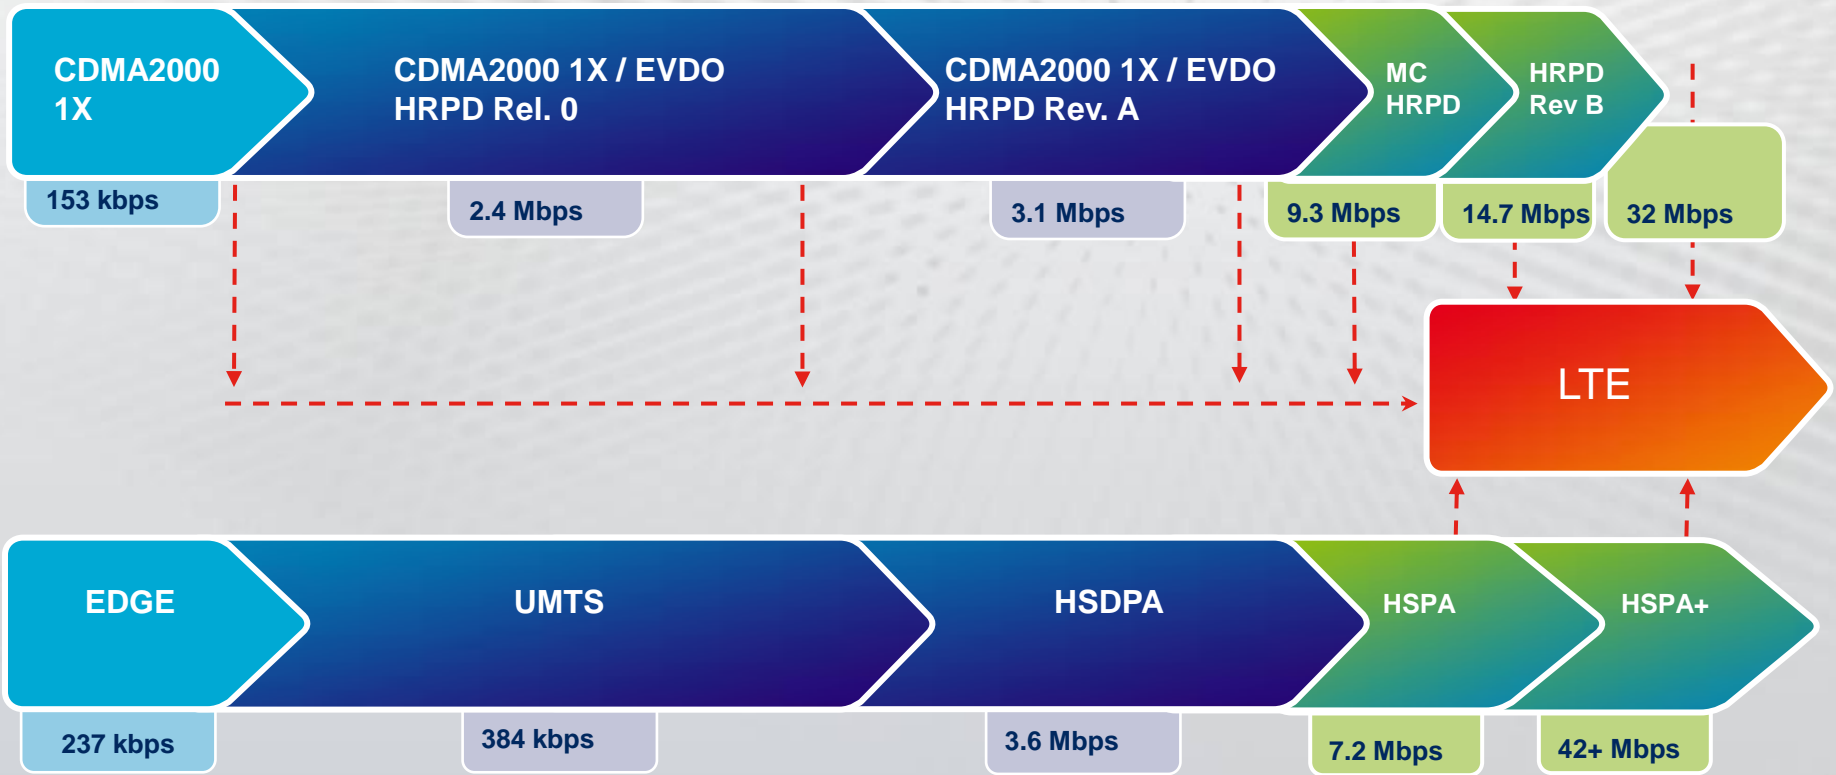 CDMA2000
1X
CDMA2000 1X / EVDO
HRPD Rel. 0
CDMA2000 1X / EVDO
HRPD Rev. A
MC
HRPD
HRPD
Rev B
153 kbps
2.4 Mbps
3.1 Mbps
9.3 Mbps
14.7 Mbps
32 Mbps
LTE
EDGE
UMTS
HSDPA
HSPA
HSPA+
237 kbps
384 kbps
3.6 Mbps
7.2 Mbps
42+ Mbps